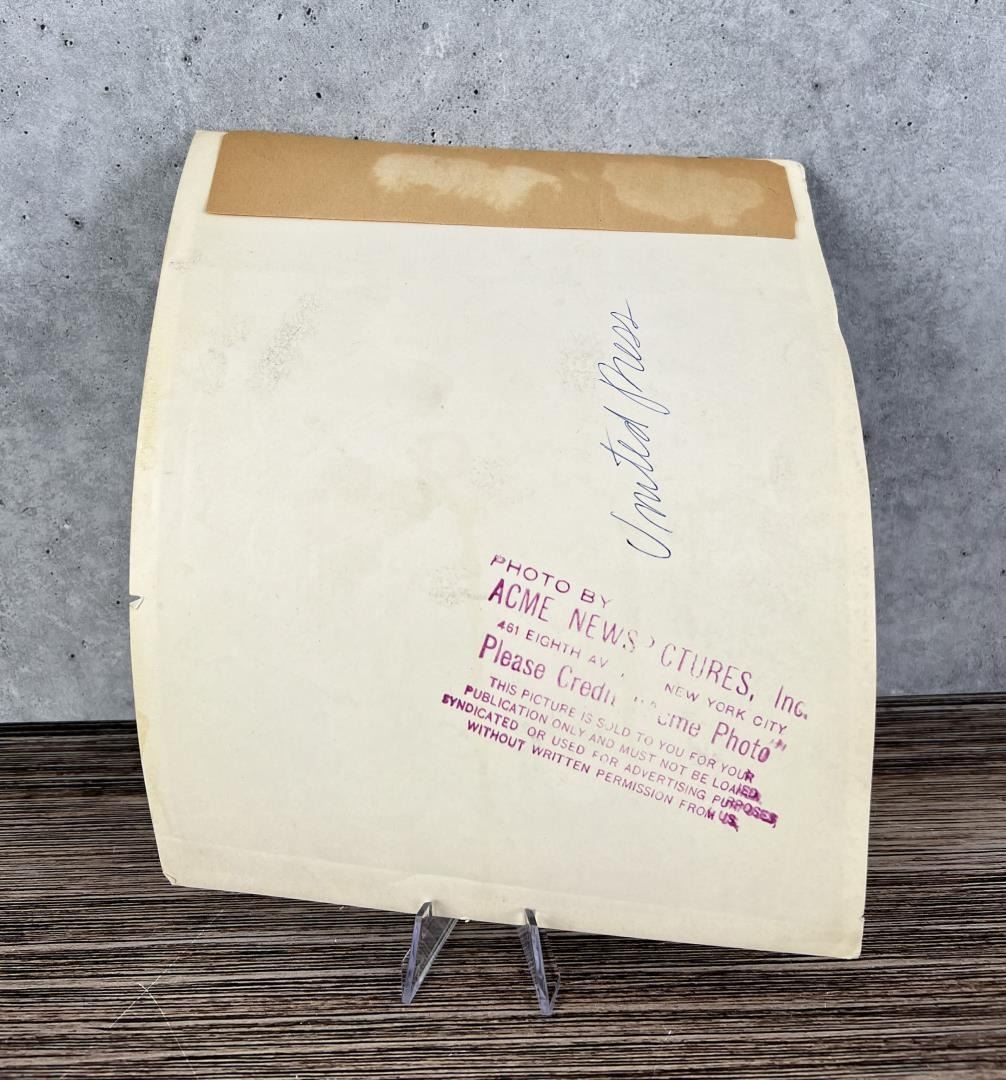 United Press
PHOTO BY
ACME NEWS CTURES, Inc.
461 EIGHTH AV NEW YORK CITY
Please Credit cme Photo"
THIS PICTURE IS SOLD TO YOU FOR YOUR
PUBLICATION ONLY AND MUST NOT BE LOANED
SYNDICATED OR USED FOR ADVERTISING PURPOSES,
WITHOUT WRITTEN PERMISSION FROM US